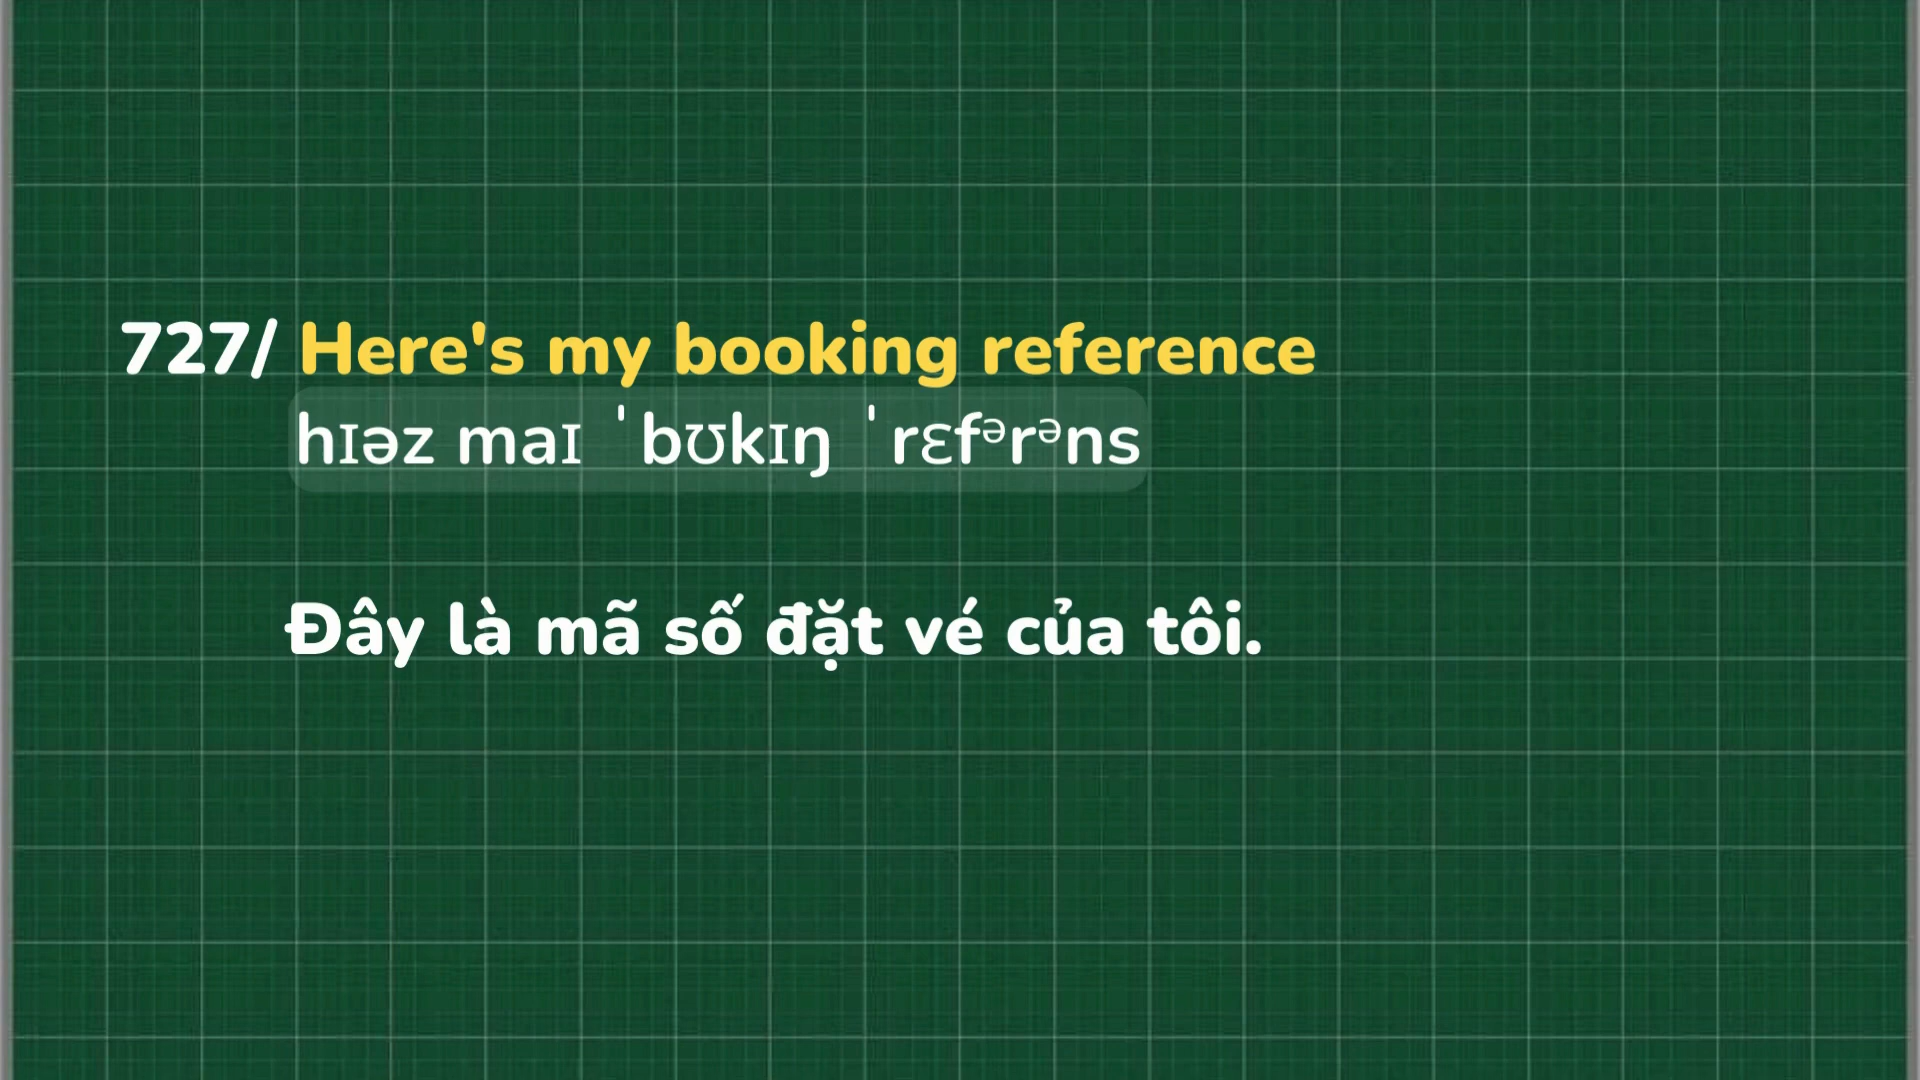 727/ Here's my booking reference
hɪəz maɪ ˈbʊkɪŋ ˈrɛfᵊrᵊns
Đây là mã số đặt vé của tôi.